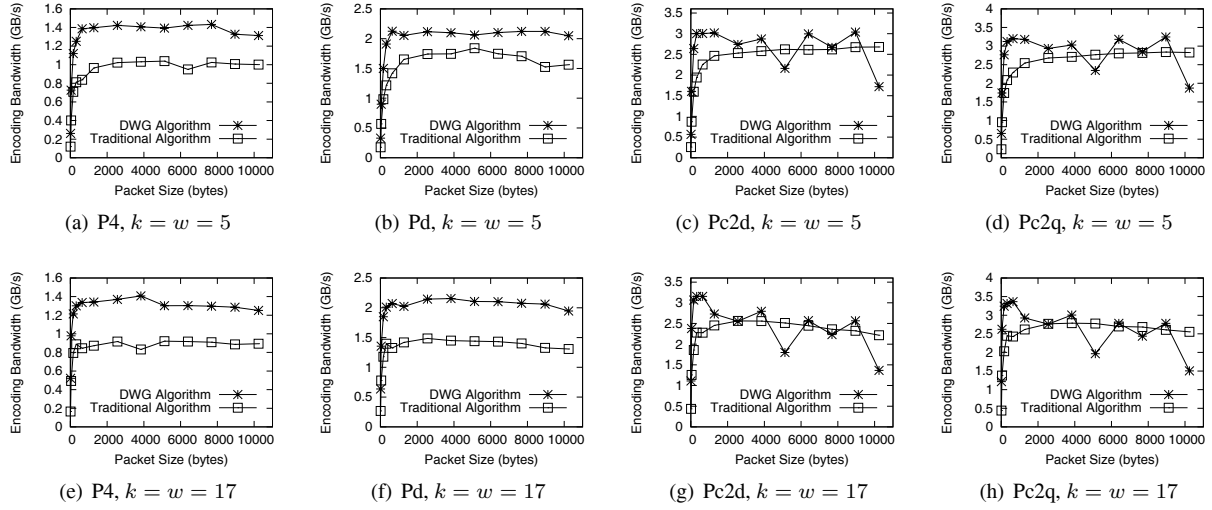 Encoding Bandwidth (GB/s)
1.6
1.4
1.2
1
0.8
0.6
0.4
0.2
0
DWG Algorithm
Traditional Algorithm
0 2000 4000 6000 8000 10000
Packet Size (bytes)
(a) P4, k = w = 5
Encoding Bandwidth (GB/s)
2.5
2
1.5
1
0.5
0
DWG Algorithm
Traditional Algorithm
0 2000 4000 6000 8000 10000
Packet Size (bytes)
(b) Pd, k = w = 5
Encoding Bandwidth (GB/s)
3.5
3
2.5
2
1.5
1
0.5
0
DWG Algorithm
Traditional Algorithm
0 2000 4000 6000 8000 10000
Packet Size (bytes)
(c) Pc2d, k = w = 5
Encoding Bandwidth (GB/s)
4
3.5
3
2.5
2
1.5
1
0.5
0
DWG Algorithm
Traditional Algorithm
0 2000 4000 6000 8000 10000
Packet Size (bytes)
(d) Pc2q, k = w = 5
Encoding Bandwidth (GB/s)
1.6
1.4
1.2
1
0.8
0.6
0.4
0.2
0
DWG Algorithm
Traditional Algorithm
0 2000 4000 6000 8000 10000
Packet Size (bytes)
(e) P4, k = w = 17
Encoding Bandwidth (GB/s)
2.5
2
1.5
1
0.5
0
DWG Algorithm
Traditional Algorithm
0 2000 4000 6000 8000 10000
Packet Size (bytes)
(f) Pd, k = w = 17
Encoding Bandwidth (GB/s)
3.5
3
2.5
2
1.5
1
0.5
0
DWG Algorithm
Traditional Algorithm
0 2000 4000 6000 8000 10000
Packet Size (bytes)
(g) Pc2d, k = w = 17
Encoding Bandwidth (GB/s)
4
3.5
3
2.5
2
1.5
1
0.5
0
DWG Algorithm
Traditional Algorithm
0 2000 4000 6000 8000 10000
Packet Size (bytes)
(h) Pc2q, k = w = 17